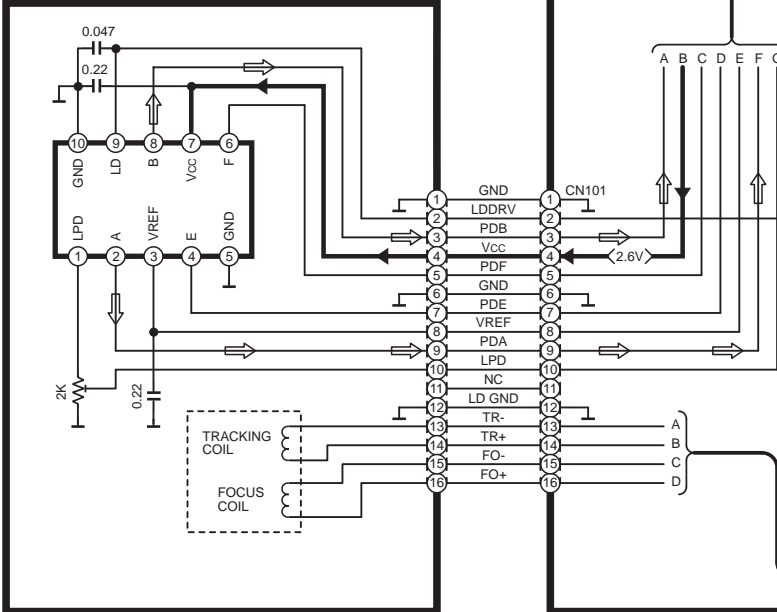 0.047
0.22
A B C D E F
10 9 8 7 6
GND LD B Vcc F
LPD A VREF E GND
1 2 3 4 5
2K
0.22
CN101
1 GND 1
2 LDDRV 2
3 PDB 3
4 Vcc 4
2.6V
5 PDF 5
6 GND 6
7 PDE 7
8 VREF 8
9 PDA 9
10 LPD 10
11 NC 11
12 LD GND 12
13 TR- 13 A
14 TR+ 14 B
15 FO- 15 C
16 FO+ 16 D
TRACKING
COIL
FOCUS
COIL